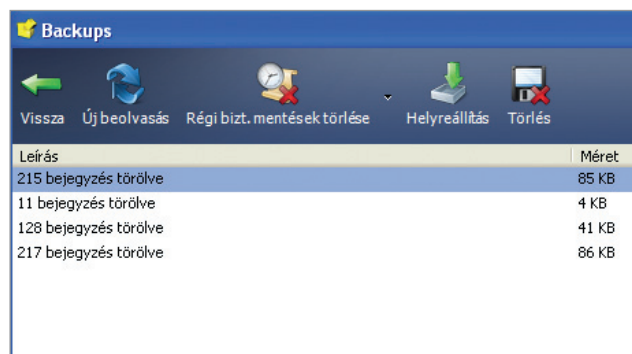 Backups
Vissza Új beolvasás Régi bizt. mentések törlése Helyreállítás Törlés
Leírás Méret
215 bejegyzés törölve 85 KB
11 bejegyzés törölve 4 KB
128 bejegyzés törölve 41 KB
217 bejegyzés törölve 86 KB